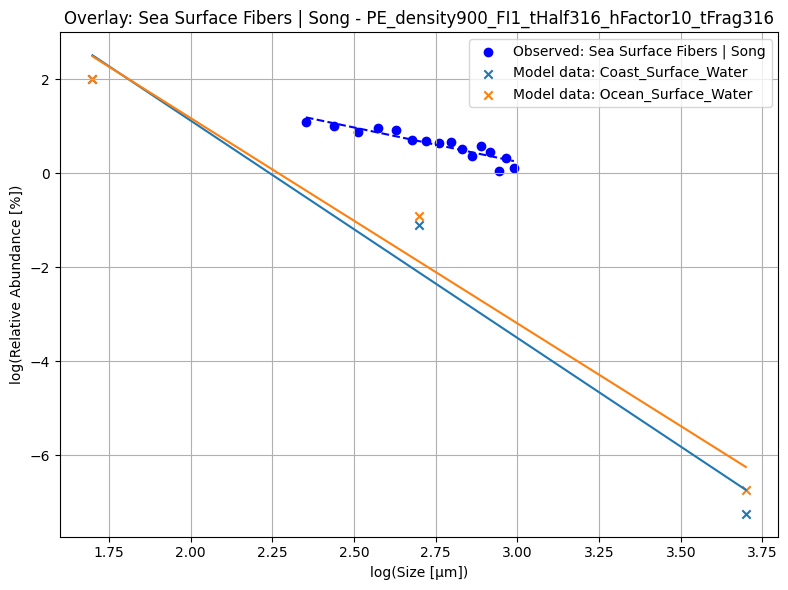 Overlay: Sea Surface Fibers | Song - PE_density900_FI1_tHalf316_hFactor10_tFrag316
Observed: Sea Surface Fibers | Song
Model data: Coast_Surface_Water
Model data: Ocean_Surface_Water
log(Relative Abundance [%])
2
0
−2
−4
−6
1.75
2.00
2.25
2.50
2.75
3.00
3.25
3.50
3.75
log(Size [µm])